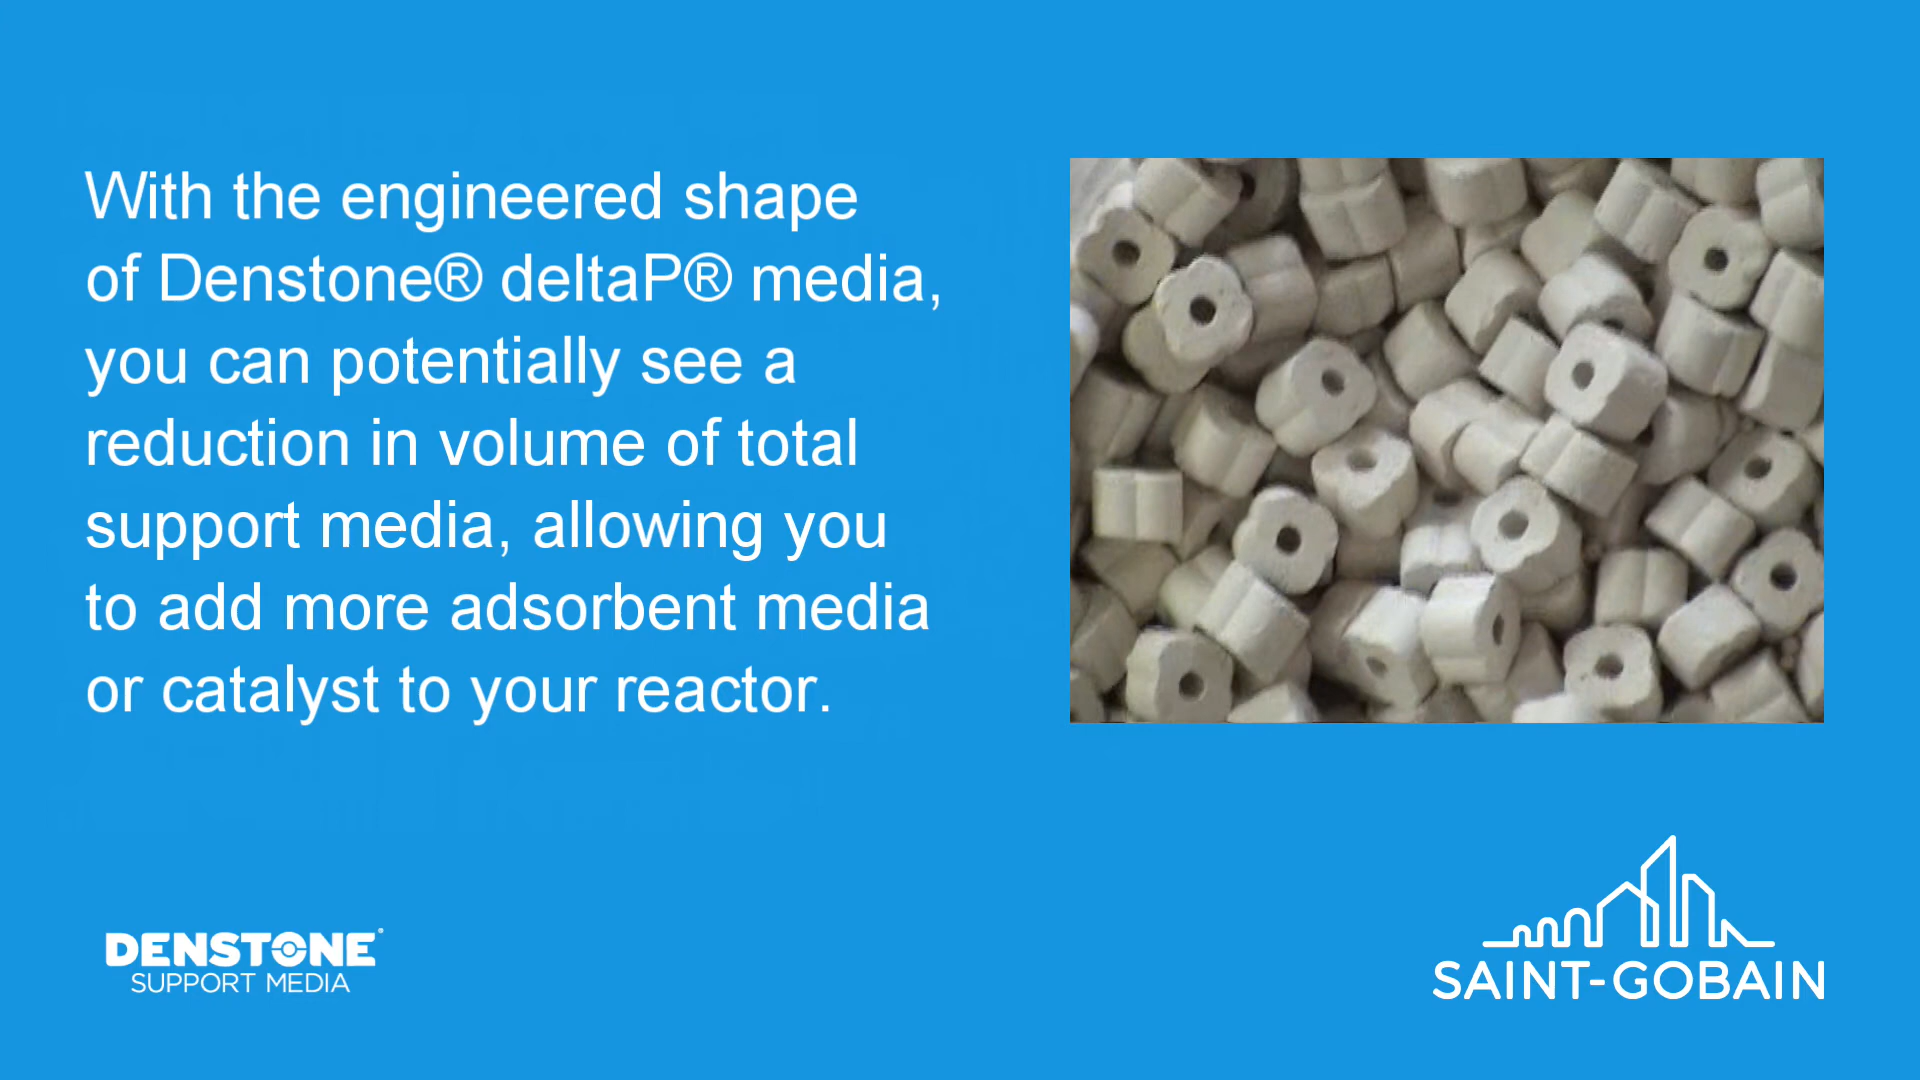 With the engineered shape
of Denstone® deltaP® media,
you can potentially see a
reduction in volume of total
support media, allowing you
to add more adsorbent media
or catalyst to your reactor.
DENSTONE®
SUPPORT MEDIA
SAINT-GOBAIN